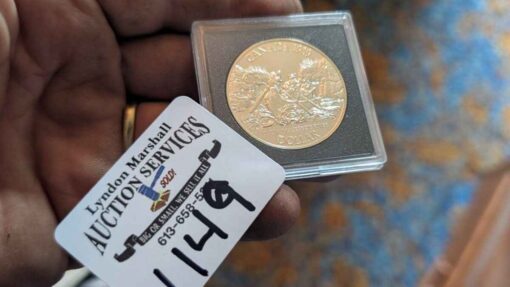 CANADA
DOLLAR
Lyndon Marshall
AUCTION SERVICES
SOLD!
BIG OR SMALL, WE SELL IT ALL
613-658-5
1149